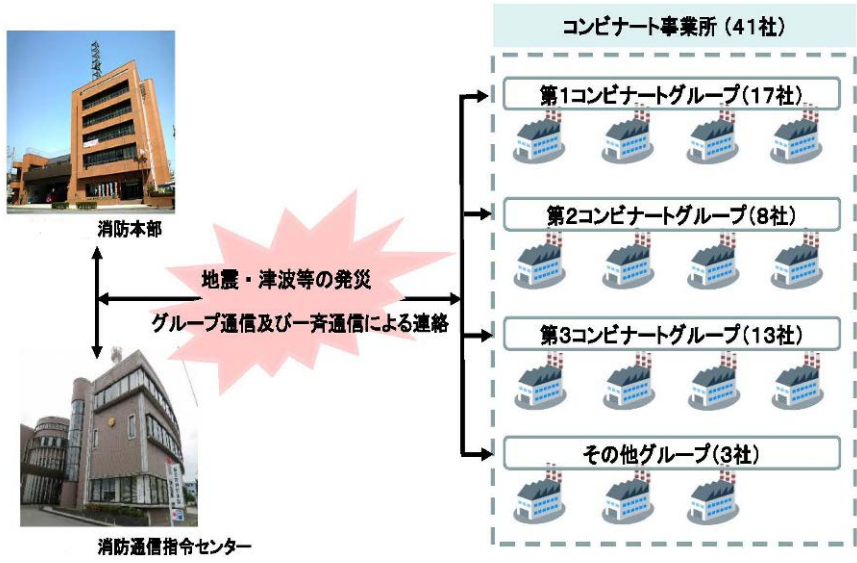 コンビナート事業所（41社）
第1コンビナートグループ(17社)
第2コンビナートグループ(8社)
第3コンビナートグループ(13社)
その他グループ(3社)
消防本部
地震・津波等の発災
グループ通信及び一斉通信による連絡
消防通信指令センター